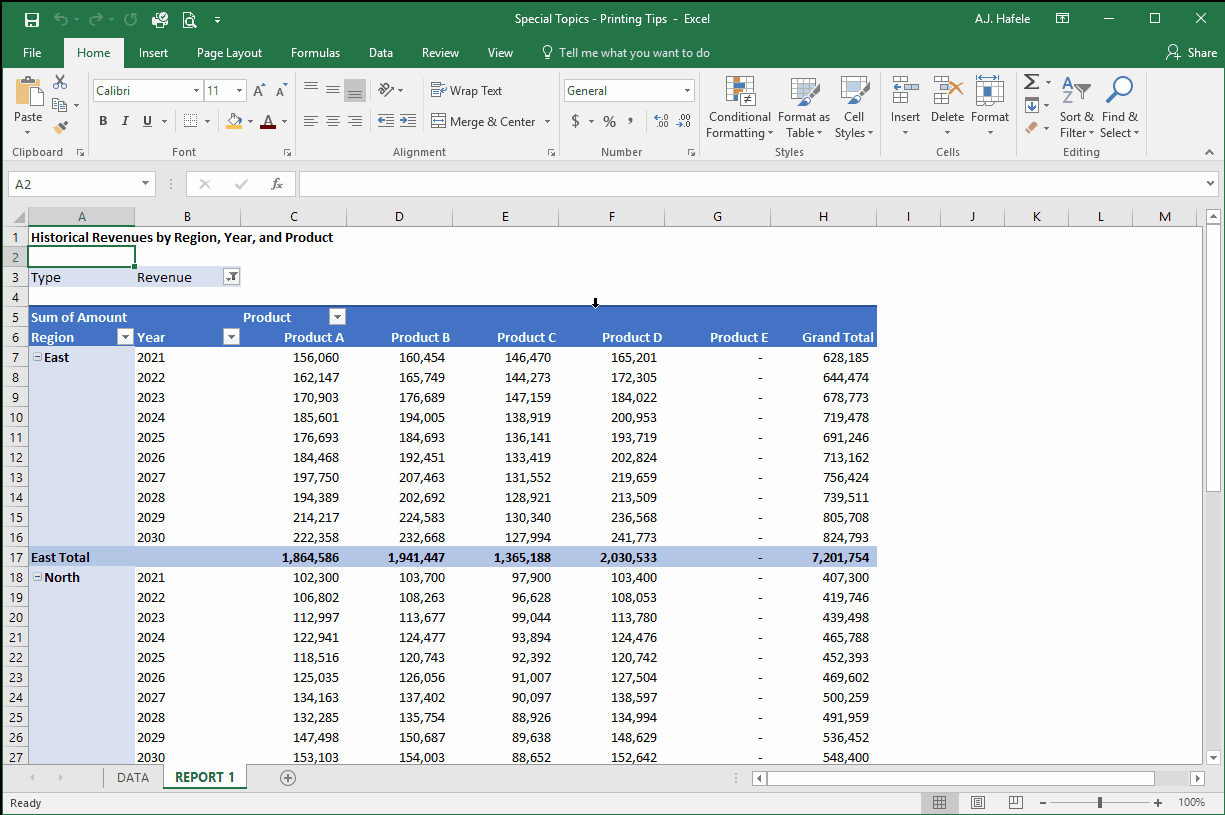 Special Topics - Printing Tips - Excel
A.J. Hafele
File Home Insert Page Layout Formulas Data Review View Tell me what you want to do Share
Calibri 11 Wrap Text General
Paste B I U Merge & Center $ % , Conditional Formatting Format as Table Cell Styles Insert Delete Format Sort & Filter Find & Select
Clipboard Font Alignment Number Styles Cells Editing
A2 fx
A B C D E F G H I J K L M
1 Historical Revenues by Region, Year, and Product
2
3 Type Revenue
4
5 Sum of Amount Product
6 Region Year Product A Product B Product C Product D Product E Grand Total
7 East 2021 156,060 160,454 146,470 165,201 - 628,185
8 2022 162,147 165,749 144,273 172,305 - 644,474
9 2023 170,903 176,689 147,159 184,022 - 678,773
10 2024 185,601 194,005 138,919 200,953 - 719,478
11 2025 176,693 184,693 136,141 193,719 - 691,246
12 2026 184,468 192,451 133,419 202,824 - 713,162
13 2027 197,750 207,463 131,552 219,659 - 756,424
14 2028 194,389 202,692 128,921 213,509 - 739,511
15 2029 214,217 224,583 130,340 236,568 - 805,708
16 2030 222,358 232,668 127,994 241,773 - 824,793
17 East Total 1,864,586 1,941,447 1,365,188 2,030,533 - 7,201,754
18 North 2021 102,300 103,700 97,900 103,400 - 407,300
19 2022 106,802 108,263 96,628 108,053 - 419,746
20 2023 112,997 113,677 99,044 113,780 - 439,498
21 2024 122,941 124,477 93,894 124,476 - 465,788
22 2025 118,516 120,743 92,392 120,742 - 452,393
23 2026 125,035 126,056 91,007 127,504 - 469,602
24 2027 134,163 137,402 90,097 138,597 - 500,259
25 2028 132,285 135,754 88,926 134,994 - 491,959
26 2029 147,498 150,687 89,638 148,629 - 536,452
27 2030 153,103 154,003 88,652 152,642 - 548,400
DATA REPORT 1
Ready 100%